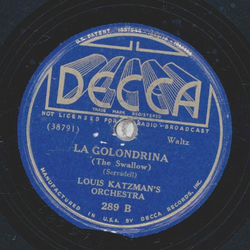 DECCA
TRADE MARK REGISTERED
NOT LICENSED FOR RADIO BROADCAST
(38791)
Waltz
LA GOLONDRINA
(The Swallow)
(Serradell)
LOUIS KATZMAN'S
ORCHESTRA
289 B
MANUFACTURED IN U.S.A. BY DECCA RECORDS, INC.